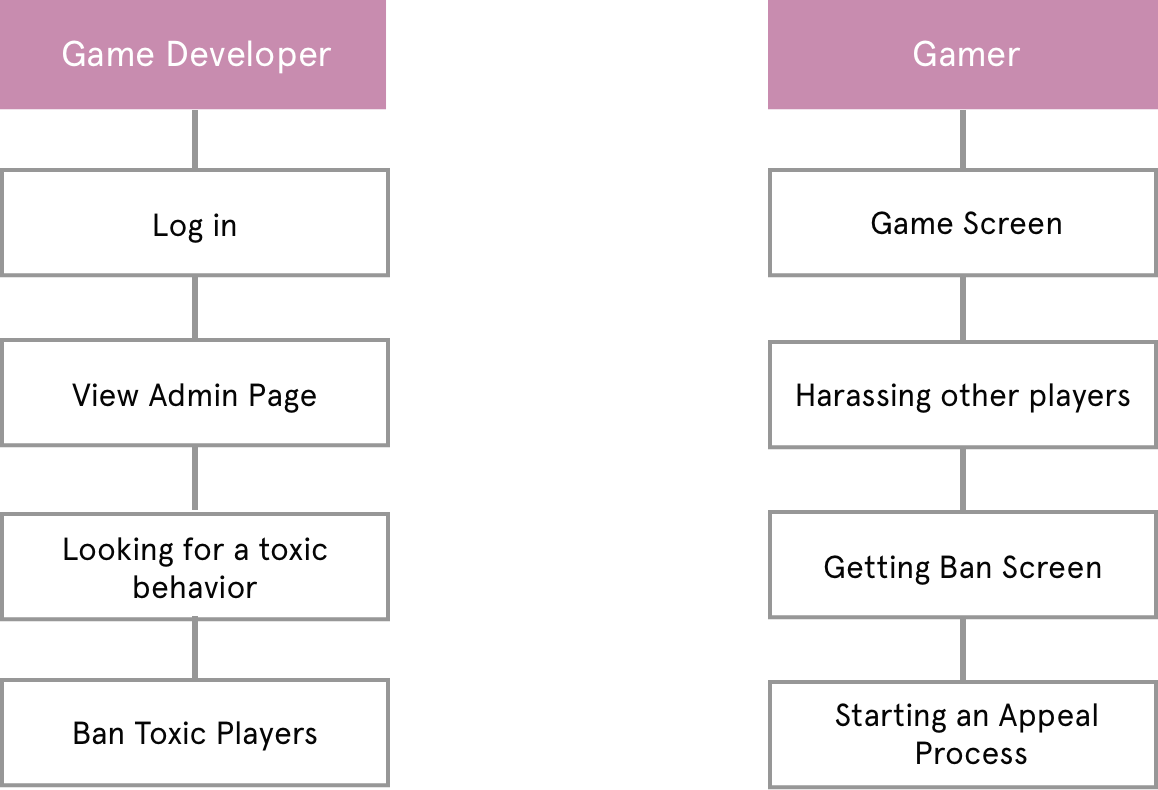 Game Developer
Log in
View Admin Page
Looking for a toxic
behavior
Ban Toxic Players
Gamer
Game Screen
Harassing other players
Getting Ban Screen
Starting an Appeal
Process